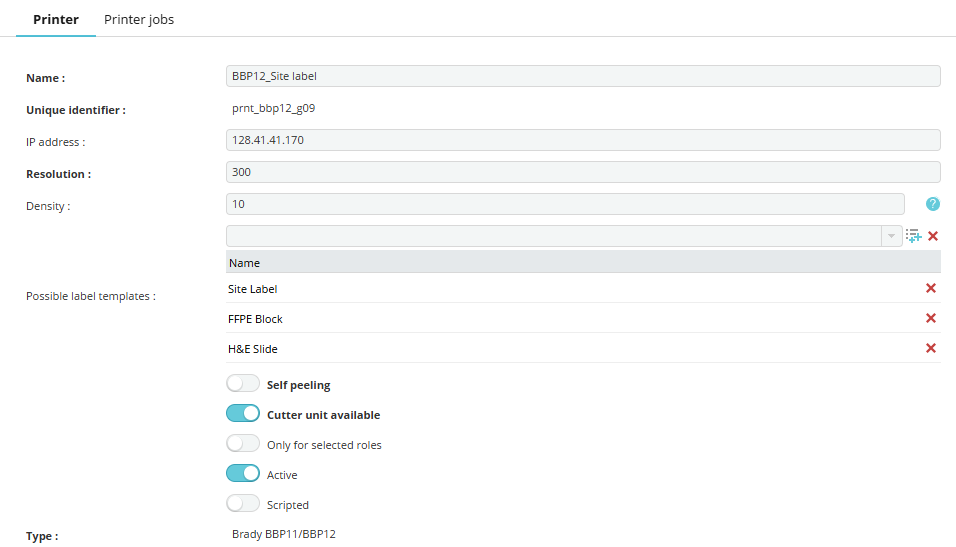 Printer Printer jobs
Name : BBP12_Site label
Unique identifier : prnt_bbp12_g09
IP address : 128.41.41.170
Resolution : 300
Density : 10 ?
Name
Possible label templates :
Site Label
FFPE Block
H&E Slide
Self peeling
Cutter unit available
Only for selected roles
Active
Scripted
Type : Brady BBP11/BBP12